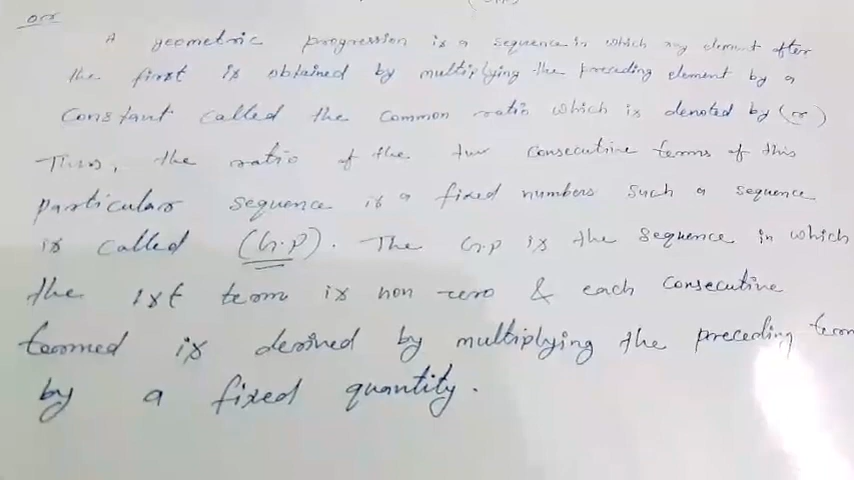 or
A geometric progression is a sequence in which any element after
the first is obtained by multiplying the preceding element by a
Constant called the common ratio which is denoted by (r)
Thus, the ratio of the two consecutive terms of this
particular sequence is a fixed numbers such a sequence
is called (G.P). The G.P is the sequence in which
the 1st term is non zero & each consecutive
termed is derived by multiplying the preceding term
by a fixed quantity.